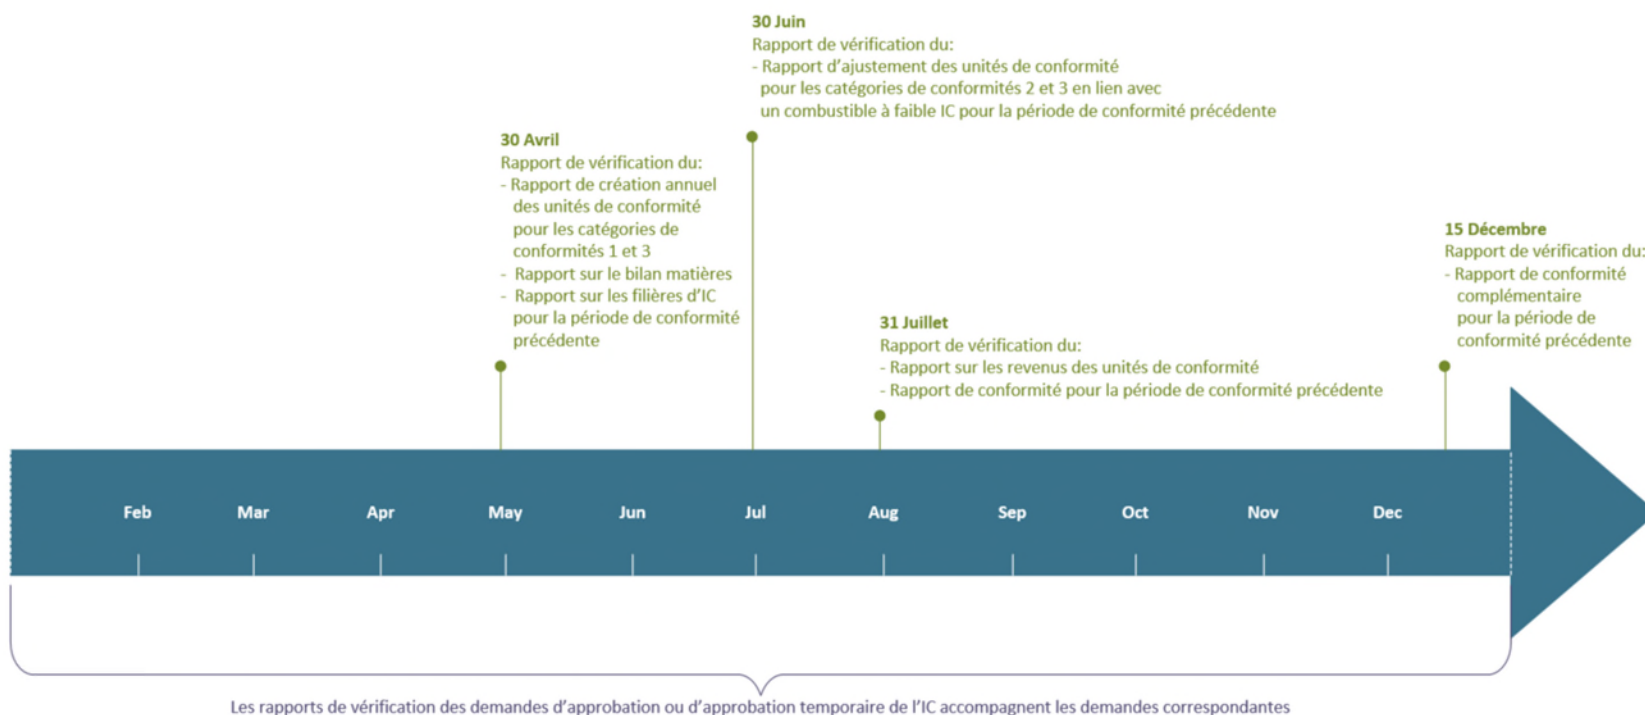 30 Juin
Rapport de vérification du:
- Rapport d'ajustement des unités de conformité
pour les catégories de conformités 2 et 3 en lien avec
un combustible à faible IC pour la période de conformité précédente
30 Avril
Rapport de vérification du:
- Rapport de création annuel
des unités de conformité
pour les catégories de
conformités 1 et 3
- Rapport sur le bilan matières
- Rapport sur les filières d'IC
pour la période de conformité
précédente
31 Juillet
Rapport de vérification du:
- Rapport sur les revenus des unités de conformité
- Rapport de conformité pour la période de conformité précédente
15 Décembre
Rapport de vérification du:
- Rapport de conformité
complémentaire
pour la période de
conformité précédente
Feb Mar Apr May Jun Jul Aug Sep Oct Nov Dec
Les rapports de vérification des demandes d'approbation ou d'approbation temporaire de l'IC accompagnent les demandes correspondantes